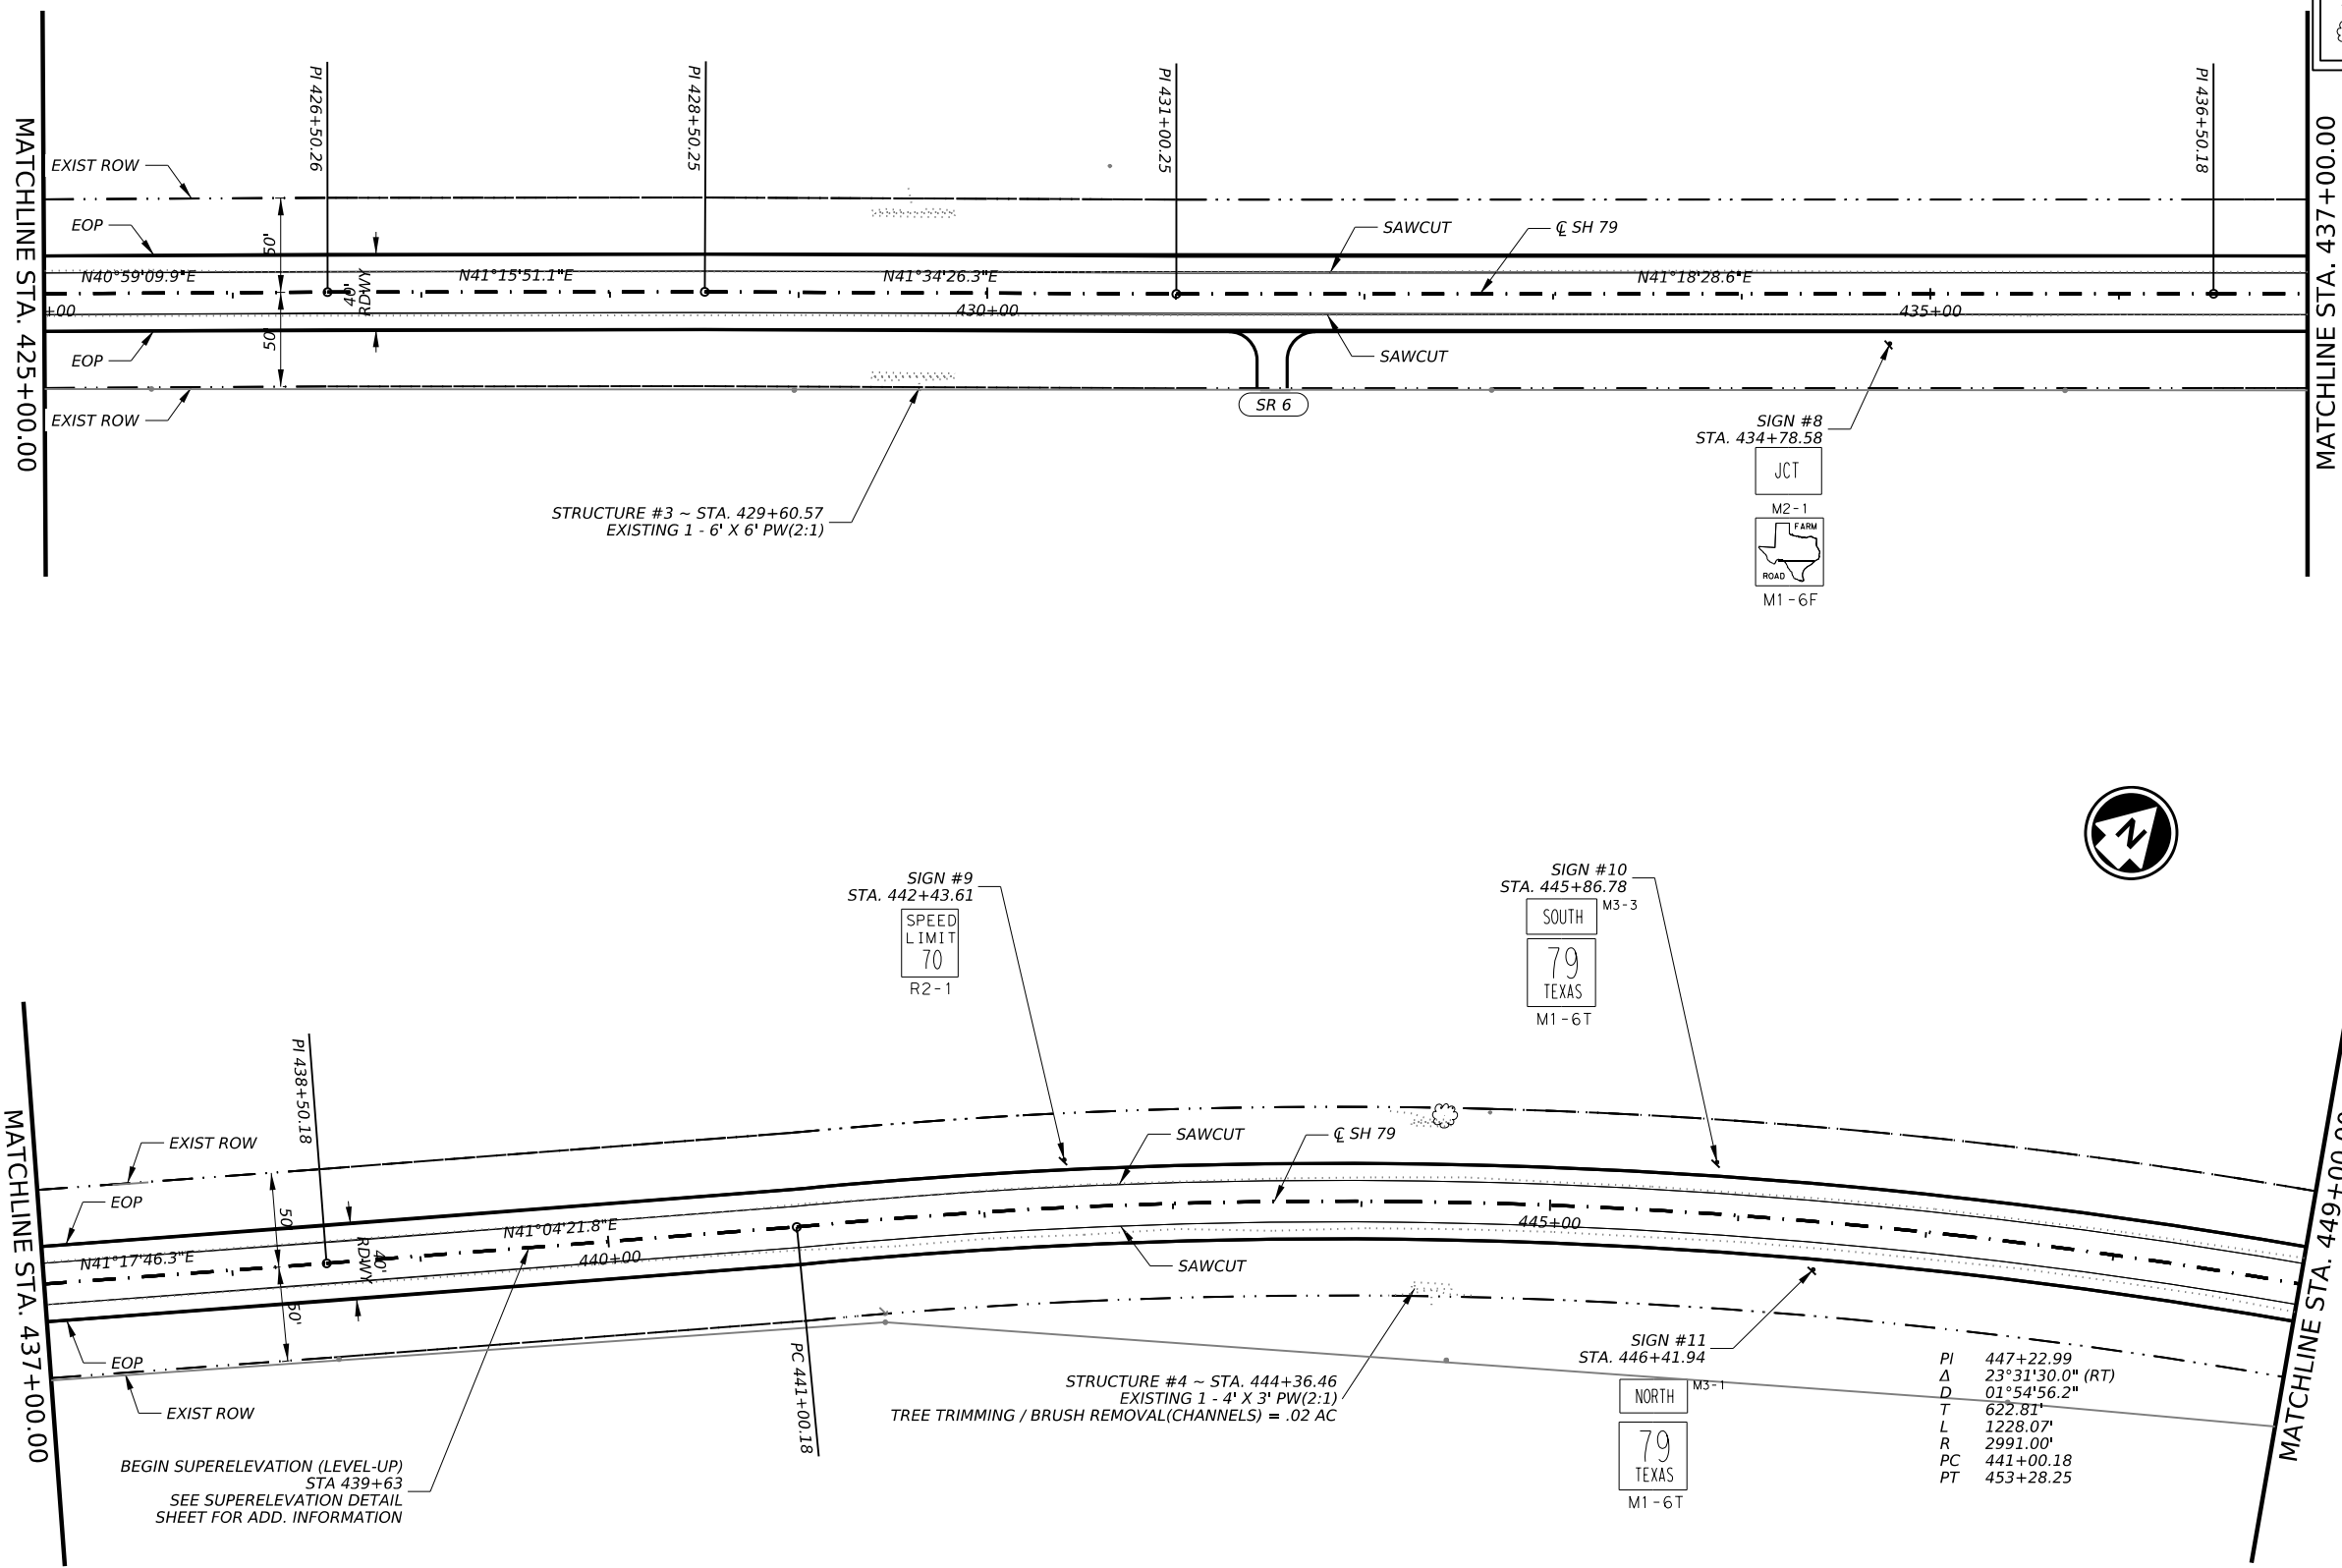 MATCHLINE STA. 425+00.00
PI 426+50.26
PI 428+50.25
PI 431+00.25
PI 436+50.18
MATCHLINE STA. 437+00.00
EXIST ROW
EOP
50'
40'
RDWY
50'
SAWCUT
℄ SH 79
N40°59'09.9"E
N41°15'51.1"E
N41°34'26.3"E
N41°18'28.6"E
+00
430+00
435+00
EOP
SAWCUT
EXIST ROW
SR 6
SIGN #8
STA. 434+78.58
JCT
M2-1
FARM
ROAD
M1-6F
STRUCTURE #3 ~ STA. 429+60.57
EXISTING 1 - 6' X 6' PW(2:1)
N
SIGN #9
STA. 442+43.61
SPEED
LIMIT
70
R2-1
SIGN #10
STA. 445+86.78
SOUTH M3-3
79
TEXAS
M1-6T
MATCHLINE STA. 437+00.00
PI 438+50.18
EXIST ROW
EOP
50'
40'
RDWY
50'
SAWCUT
℄ SH 79
N41°17'46.3"E
N41°04'21.8"E
440+00
445+00
SAWCUT
EOP
EXIST ROW
PC 441+00.18
BEGIN SUPERELEVATION (LEVEL-UP)
STA 439+63
SEE SUPERELEVATION DETAIL
SHEET FOR ADD. INFORMATION
STRUCTURE #4 ~ STA. 444+36.46
EXISTING 1 - 4' X 3' PW(2:1)
TREE TRIMMING / BRUSH REMOVAL(CHANNELS) = .02 AC
SIGN #11
STA. 446+41.94
NORTH M3-1
79
TEXAS
M1-6T
PI 447+22.99
Δ 23°31'30.0" (RT)
D 01°54'56.2"
T 622.81'
L 1228.07'
R 2991.00'
PC 441+00.18
PT 453+28.25
MATCHLINE STA. 449+00.00